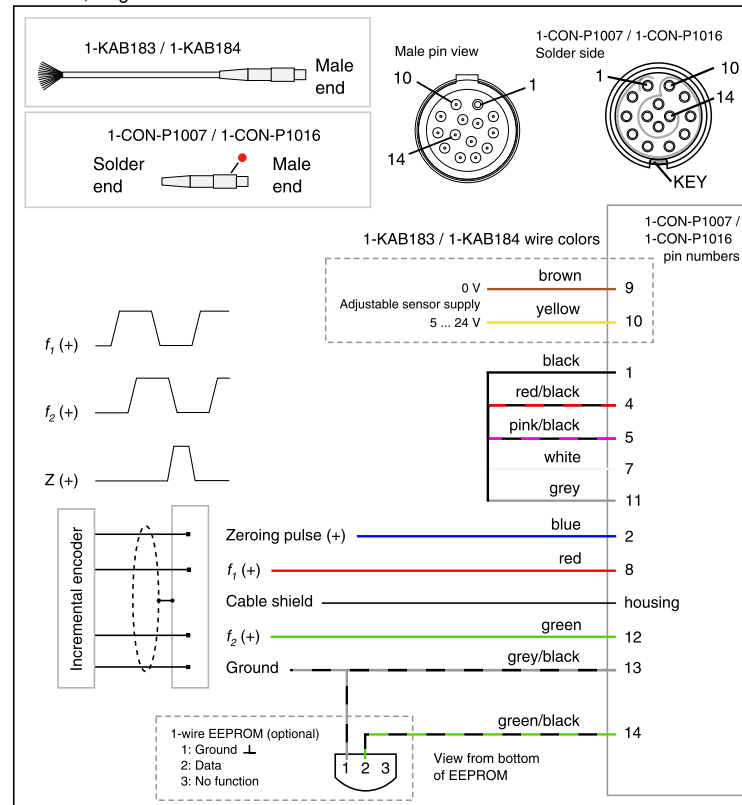 1-KAB183 / 1-KAB184
Male
end
1-CON-P1007 / 1-CON-P1016
Solder
end
Male
end
Male pin view
10
1
14
1-CON-P1007 / 1-CON-P1016
Solder side
1
10
14
KEY
1-KAB183 / 1-KAB184 wire colors
1-CON-P1007 /
1-CON-P1016
pin numbers
0 V
brown
9
Adjustable sensor supply
5 ... 24 V
yellow
10
f1 (+)
f2 (+)
Z (+)
black
1
red/black
4
pink/black
5
white
7
grey
11
Incremental encoder
Zeroing pulse (+)
blue
2
f1 (+)
red
8
Cable shield
housing
f2 (+)
green
12
Ground
grey/black
13
green/black
14
1-wire EEPROM (optional)
1: Ground
2: Data
3: No function
1 2 3
View from bottom
of EEPROM